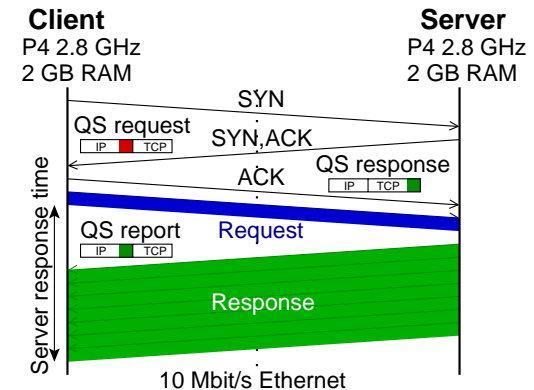 Client
P4 2.8 GHz
2 GB RAM
Server
P4 2.8 GHz
2 GB RAM
SYN
QS request
IP TCP
SYN,ACK
QS response
IP TCP
ACK
QS report
IP TCP
Request
Response
Server response time
10 Mbit/s Ethernet